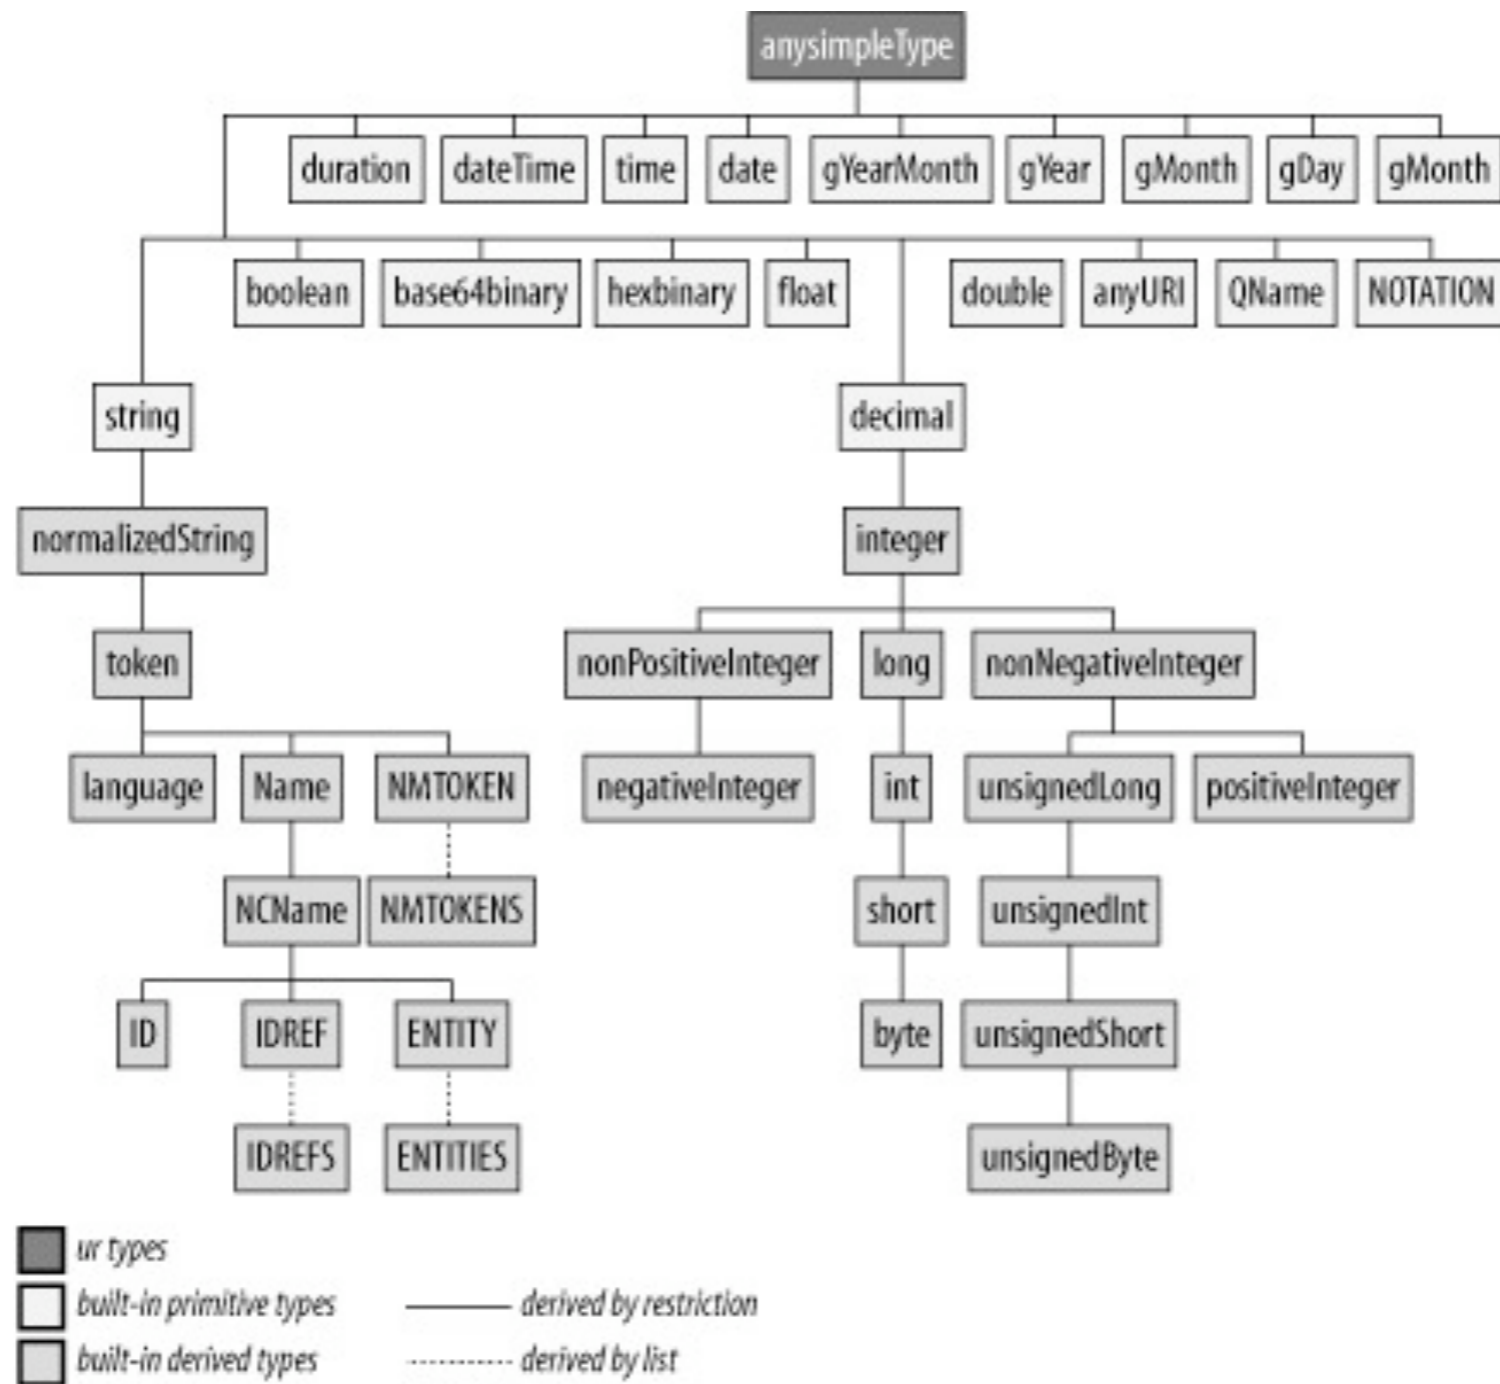 anysimpleType
duration dateTime time date gYearMonth gYear gMonth gDay gMonth
boolean base64binary hexbinary float double anyURI QName NOTATION
string decimal
normalizedString integer
token nonPositiveInteger long nonNegativeInteger
language Name NMTOKEN negativeInteger int unsignedLong positiveInteger
NCName NMTOKENS short unsignedInt
ID IDREF ENTITY byte unsignedShort
IDREFS ENTITIES unsignedByte
ur types
built-in primitive types derived by restriction
built-in derived types derived by list